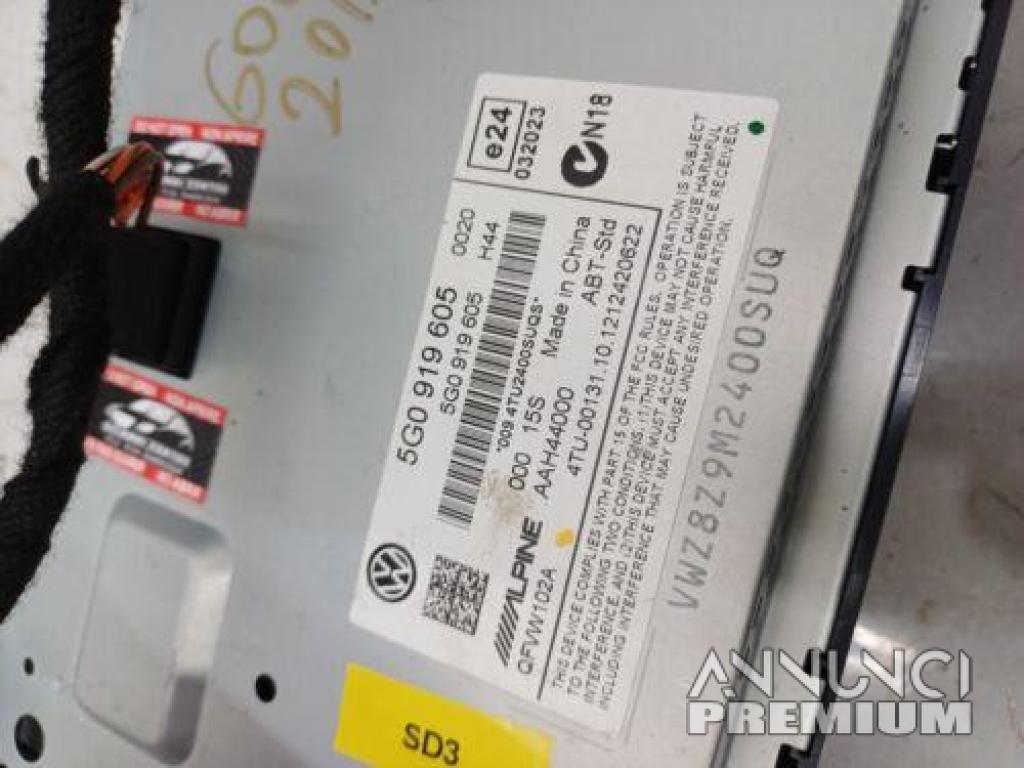 5G0 919 605
5G0 919 605
0020
H44
*009 4TU2400SUQS*
000 15S
Made in China
AAH44000
ABT-Std
4TU-00131.10.1212420622
e24
032023
N18
ALPINE
QFVW102A
THIS DEVICE COMPLIES WITH PART 15 OF THE FCC RULES. OPERATION IS SUBJECT
TO THE FOLLOWING TWO CONDITIONS. (1)THIS DEVICE MAY NOT CAUSE HARMFUL
INTERFERENCE, AND (2)THIS DEVICE MUST ACCEPT ANY INTERFERENCE RECEIVED,
INCLUDING INTERFERENCE THAT MAY CAUSE UNDESIRED OPERATION.
VWZ8Z9M2400SUQ
SD3
ANNUNCI
PREMIUM